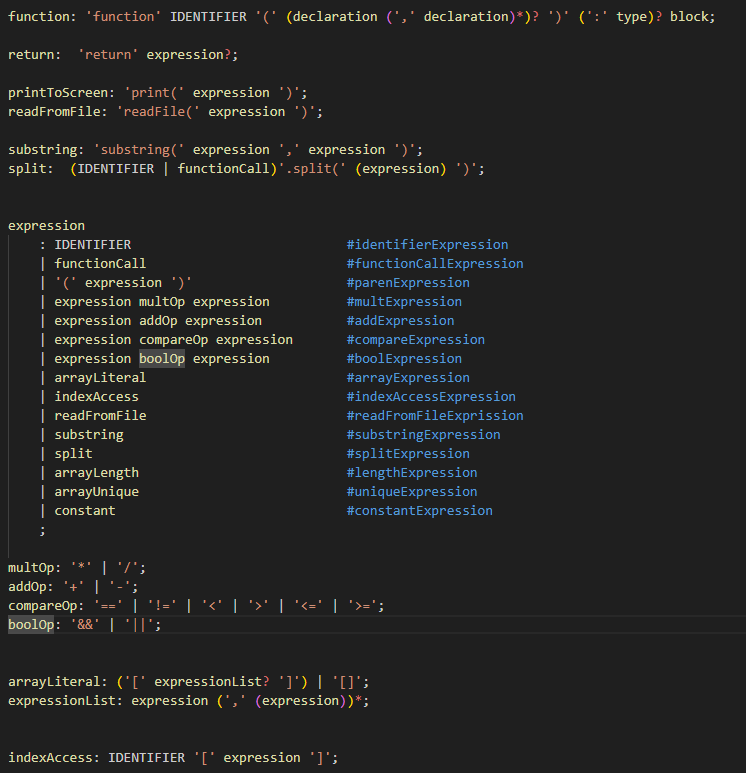 function: 'function' IDENTIFIER '(' (declaration (',' declaration)*)? ')' (':' type)? block;
return:  'return' expression?;
printToScreen: 'print(' expression ')';
readFromFile: 'readFile(' expression ')';
substring: 'substring(' expression ',' expression ')';
split:  (IDENTIFIER | functionCall)'.split(' (expression) ')';
expression
    : IDENTIFIER                            #identifierExpression
    | functionCall                          #functionCallExpression
    | '(' expression ')'                    #parenExpression
    | expression multOp expression          #multExpression
    | expression addOp expression           #addExpression
    | expression compareOp expression       #compareExpression
    | expression boolOp expression          #boolExpression
    | arrayLiteral                          #arrayExpression
    | indexAccess                           #indexAccessExpression
    | readFromFile                          #readFromFileExprission
    | substring                             #substringExpression
    | split                                 #splitExpression
    | arrayLength                           #lengthExpression
    | arrayUnique                           #uniqueExpression
    | constant                              #constantExpression
    ;
multOp: '*' | '/';
addOp: '+' | '-';
compareOp: '==' | '!=' | '<' | '>' | '<=' | '>=';
boolOp: '&&' | '||';
arrayLiteral: ('[' expressionList? ']') | '[]';
expressionList: expression (',' (expression))*;
indexAccess: IDENTIFIER '[' expression ']';